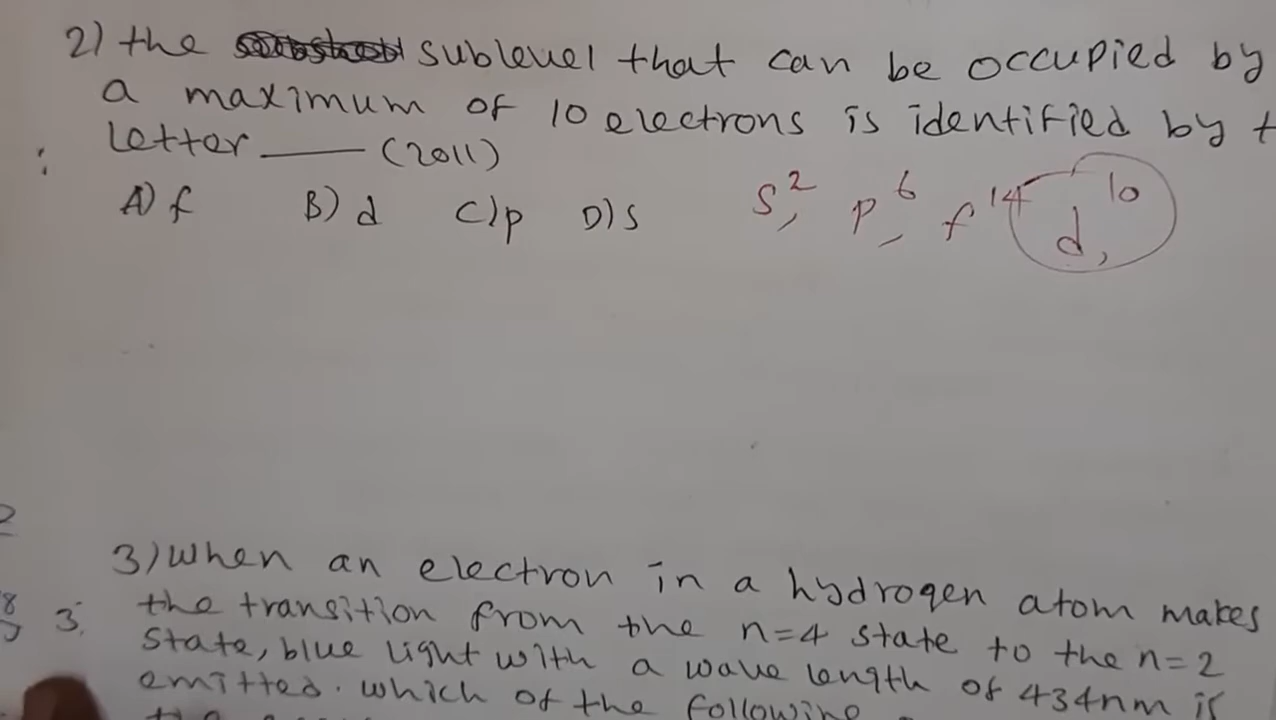 2) the sublevel that can be occupied by
a maximum of 10 electrons is identified by t
letter ____ (2011)
A) f B) d C) p D) s
s², p⁶, f¹⁴ d¹⁰,
3) when an electron in a hydrogen atom makes
3. the transition from the n=4 state to the n=2
state, blue light with a wave length of 434nm is
emitted. which of the following